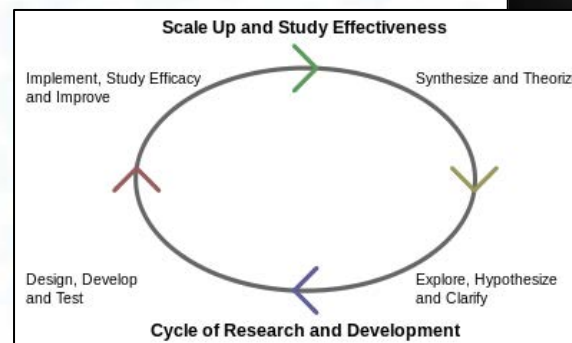 Scale Up and Study Effectiveness
Implement, Study Efficacy
and Improve
Synthesize and Theoriz
Design, Develop
and Test
Explore, Hypothesize
and Clarify
Cycle of Research and Development